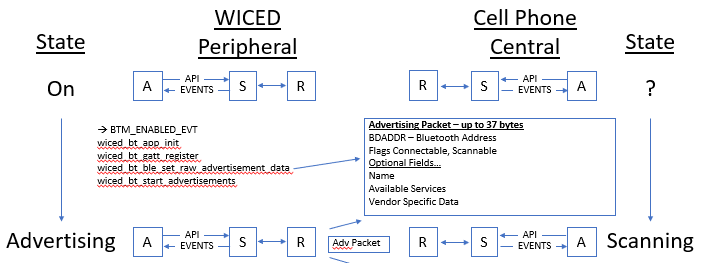 WICED
Peripheral
Cell Phone
Central
State
State
On
A
API
EVENTS
S
R
R
S
API
EVENTS
A
?
→ BTM_ENABLED_EVT
wiced_bt_app_init
wiced_bt_gatt_register
wiced_bt_ble_set_raw_advertisement_data
wiced_bt_start_advertisements
Advertising Packet – up to 37 bytes
BDADDR – Bluetooth Address
Flags Connectable, Scannable
Optional Fields...
Name
Available Services
Vendor Specific Data
Advertising
A
API
EVENTS
S
R
Adv Packet
R
S
API
EVENTS
A
Scanning